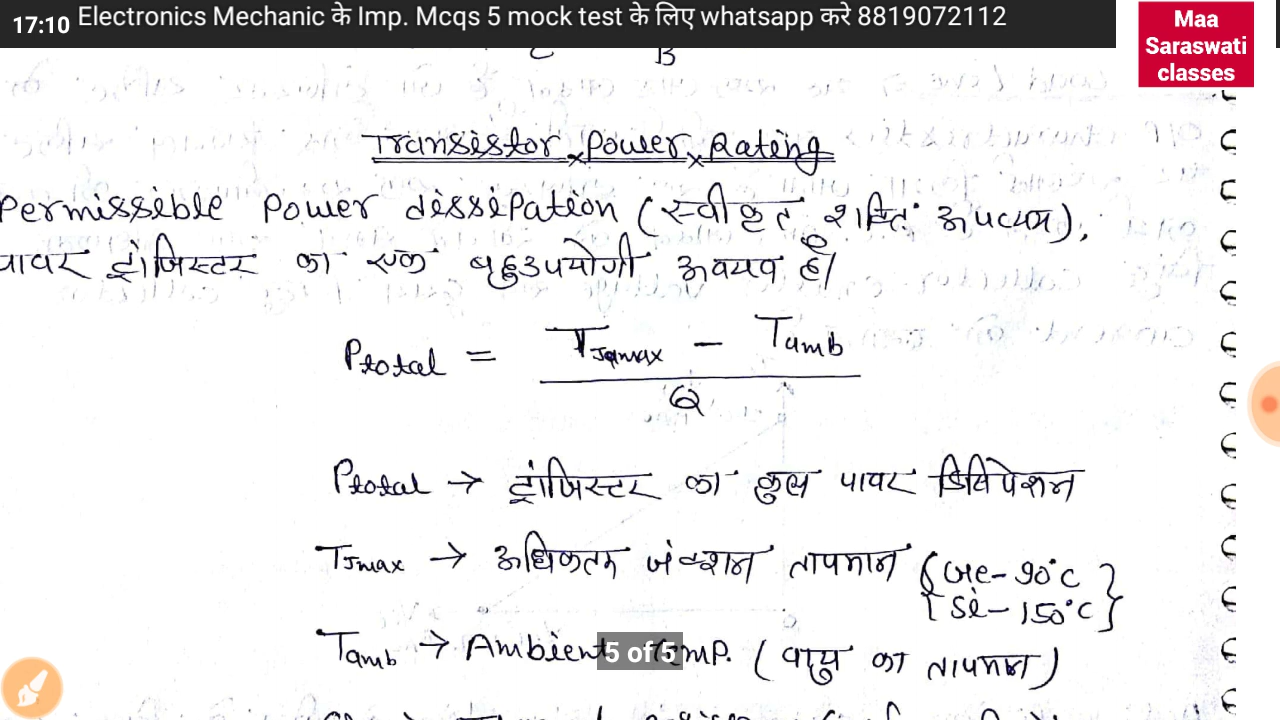 17:10 Electronics Mechanic के Imp. Mcqs 5 mock test के लिए whatsapp करे 8819072112
Maa
Saraswati
classes
C B
Transistor × Power × Rating
Permissible Power dissipation (स्वीकृत शक्ति अपव्यय),
पावर ट्रांजिस्टर का एक बहुउपयोगी अवयव है।
Ptotal = TJmax - Tamb
Q
Ptotal → ट्रांजिस्टर का कुल पावर डिसिपेशन
TJmax → अधिकतम जंक्शन तापमान { Ge - 90°C }
{ Si - 150°C }
Tamb → Ambient Temp. (वायु का तापमान)
5 of 5